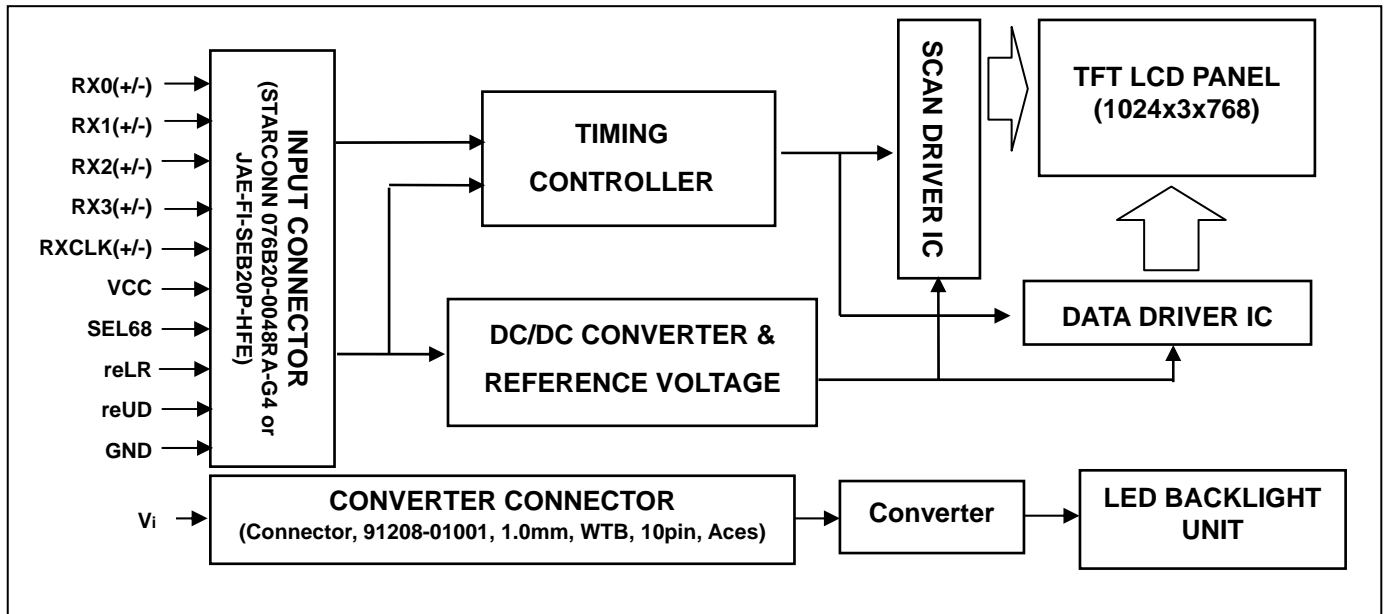 RX0(+/-)
RX1(+/-)
RX2(+/-)
RX3(+/-)
RXCLK(+/-)
VCC
SEL68
reLR
reUD
GND
INPUT CONNECTOR
(STARCONN 076B20-0048RA-G4 or
JAE-FI-SEB20P-HFE)
TIMING
CONTROLLER
DC/DC CONVERTER &
REFERENCE VOLTAGE
SCAN DRIVER IC
TFT LCD PANEL
(1024x3x768)
DATA DRIVER IC
Vi
CONVERTER CONNECTOR
(Connector, 91208-01001, 1.0mm, WTB, 10pin, Aces)
Converter
LED BACKLIGHT
UNIT